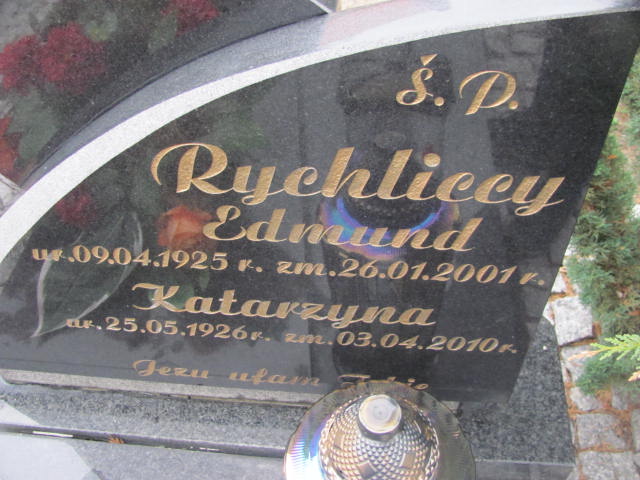 Ś. P.
Rychliccy
Edmund
ur. 09.04.1925 r. zm. 26.01.2001 r.
Katarzyna
ur. 25.05.1926 r. zm. 03.04.2010 r.
Jezu ufam Tobie